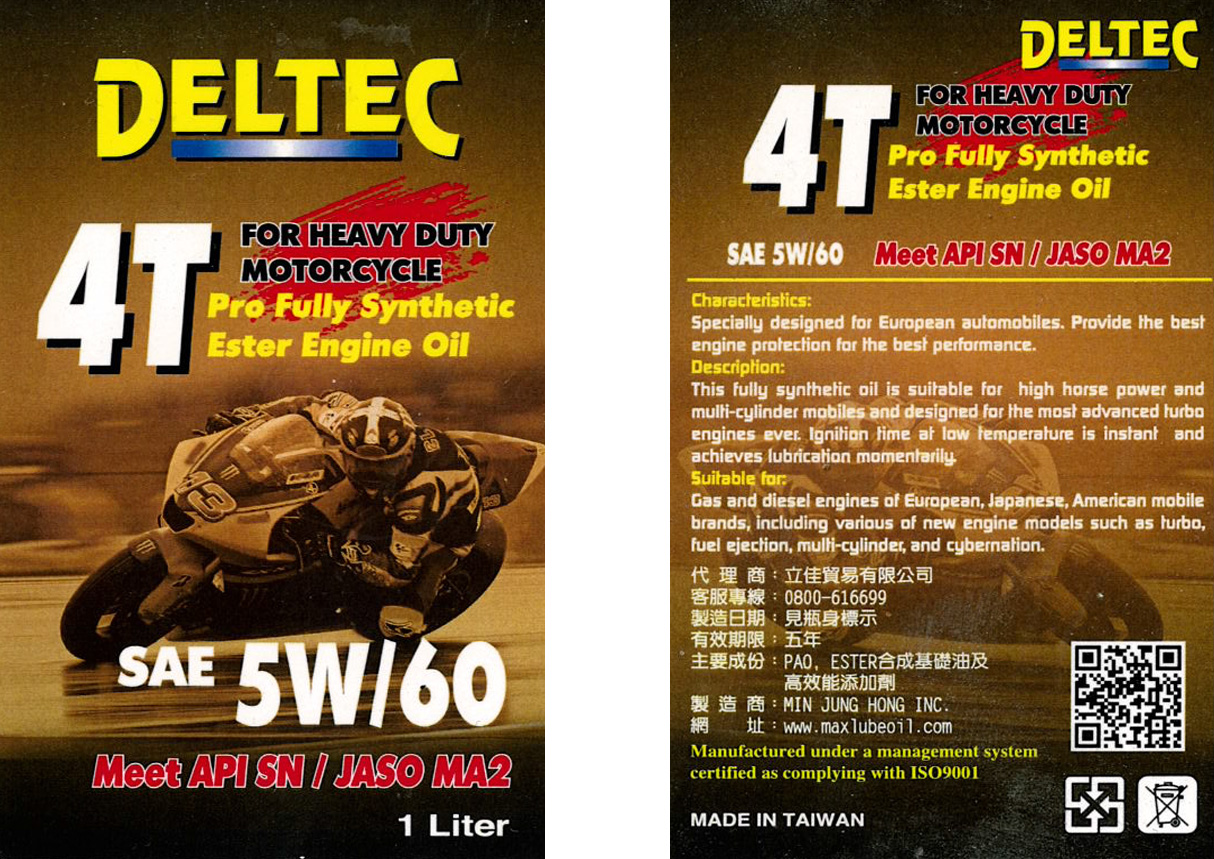 DELTEC
4T
FOR HEAVY DUTY
MOTORCYCLE
Pro Fully Synthetic
Ester Engine Oil
13
SAE 5W/60
Meet API SN / JASO MA2
1 Liter
DELTEC
4T
FOR HEAVY DUTY
MOTORCYCLE
Pro Fully Synthetic
Ester Engine Oil
SAE 5W/60 Meet API SN / JASO MA2
Characteristics:
Specially designed for European automobiles. Provide the best
engine protection for the best performance.
Description:
This fully synthetic oil is suitable for high horse power and
multi-cylinder mobiles and designed for the most advanced turbo
engines ever. Ignition time at low temperature is instant and
achieves lubrication momentarily.
Suitable for:
Gas and diesel engines of European, Japanese, American mobile
brands, including various of new engine models such as turbo,
fuel ejection, multi-cylinder, and cybernation.
代理商：立佳貿易有限公司
客服專線：0800-616699
製造日期：見瓶身標示
有效期限：五年
主要成份：PAO, ESTER合成基礎油及
高效能添加劑
製造商：MIN JUNG HONG INC.
網址：www.maxlubeoil.com
Manufactured under a management system
certified as complying with ISO9001
MADE IN TAIWAN